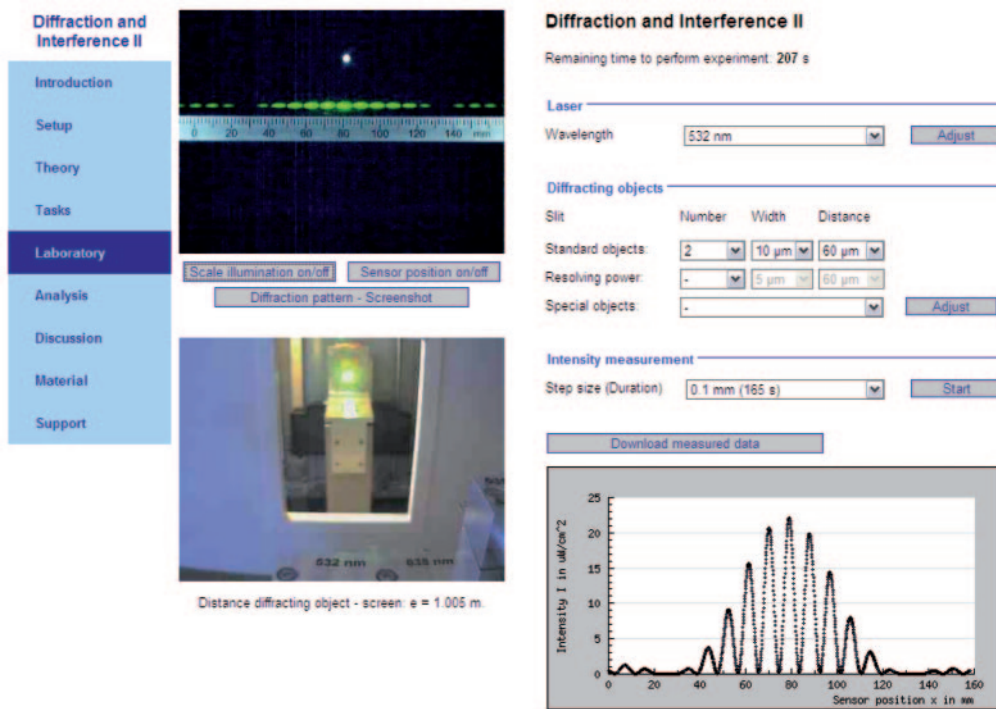 Diffraction and
Interference II
Introduction
Setup
Theory
Tasks
Laboratory
Analysis
Discussion
Material
Support
0 20 40 60 80 100 120 140 mm
Scale illumination on/off
Sensor position on/off
Diffraction pattern - Screenshot
532 nm
635 nm
Distance diffracting object - screen: e = 1.005 m.
Diffraction and Interference II
Remaining time to perform experiment: 207 s
Laser
Wavelength
532 nm
Adjust
Diffracting objects
Slit Number Width Distance
Standard objects: 2 10 µm 60 µm
Resolving power: - 5 µm 60 µm
Special objects: -
Adjust
Intensity measurement
Step size (Duration) 0.1 mm (165 s)
Start
Download measured data
Intensity I in uW/cm^2
25
20
15
10
5
0
0 20 40 60 80 100 120 140 160
Sensor position x in mm